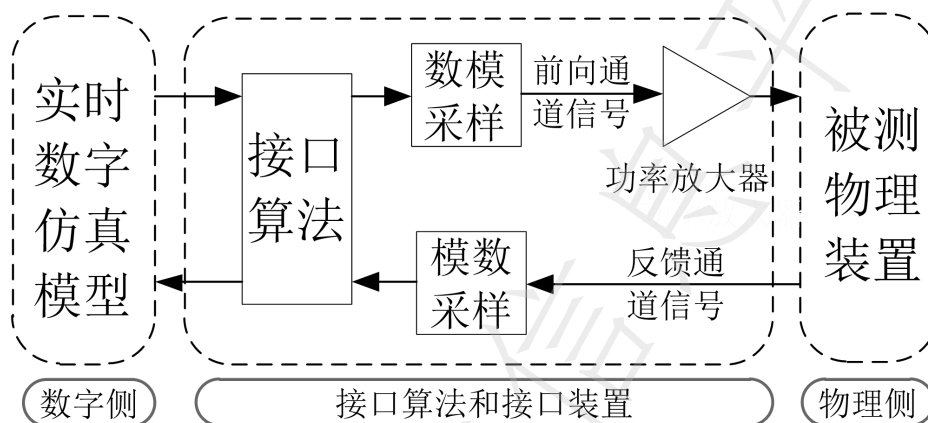 实时
数字
仿真
模型
接口
算法
数模
采样
前向通
道信号
功率放大器
模数
采样
反馈通
道信号
被测
物理
装置
数字侧
接口算法和接口装置
物理侧